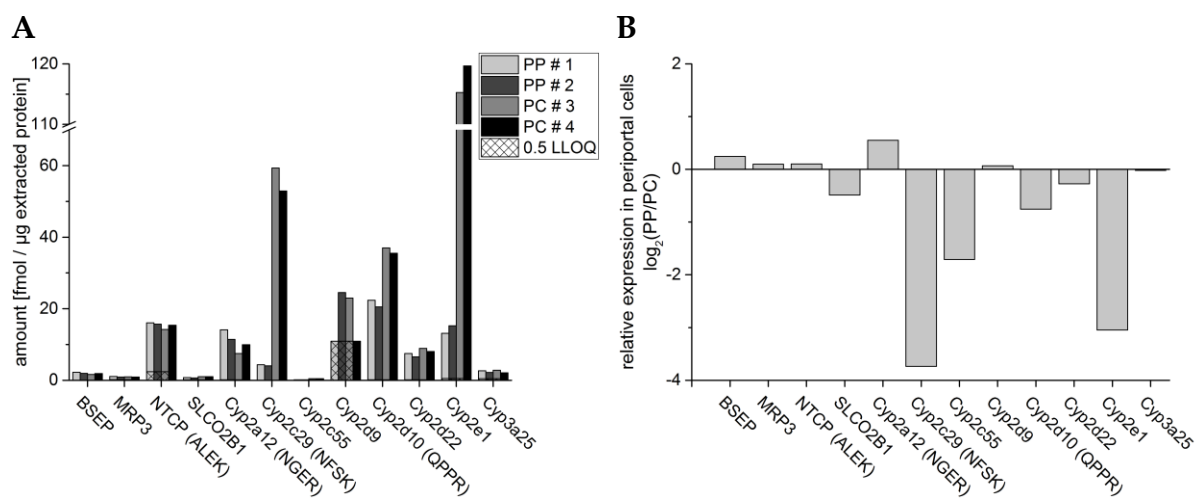 A
amount [fmol / µg extracted protein]
120
110
60
40
20
0
PP # 1
PP # 2
PC # 3
PC # 4
0.5 LLOQ
BSEP
MRP3
NTCP (ALEK)
SLCO2B1
Cyp2a12 (NGER)
Cyp2c29 (NFSK)
Cyp2c55
Cyp2d9
Cyp2d10 (QPPR)
Cyp2d22
Cyp2e1
Cyp3a25
B
relative expression in periportal cells
log2(PP/PC)
2
0
-2
-4
BSEP
MRP3
NTCP (ALEK)
SLCO2B1
Cyp2a12 (NGER)
Cyp2c29 (NFSK)
Cyp2c55
Cyp2d9
Cyp2d10 (QPPR)
Cyp2d22
Cyp2e1
Cyp3a25